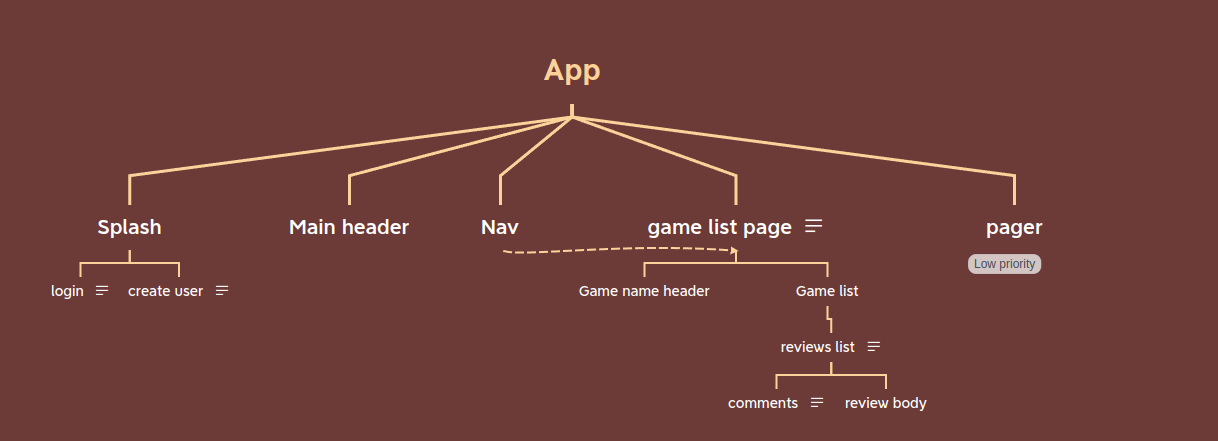 App
Splash
Main header
Nav
game list page
pager
Low priority
login
create user
Game name header
Game list
reviews list
comments
review body